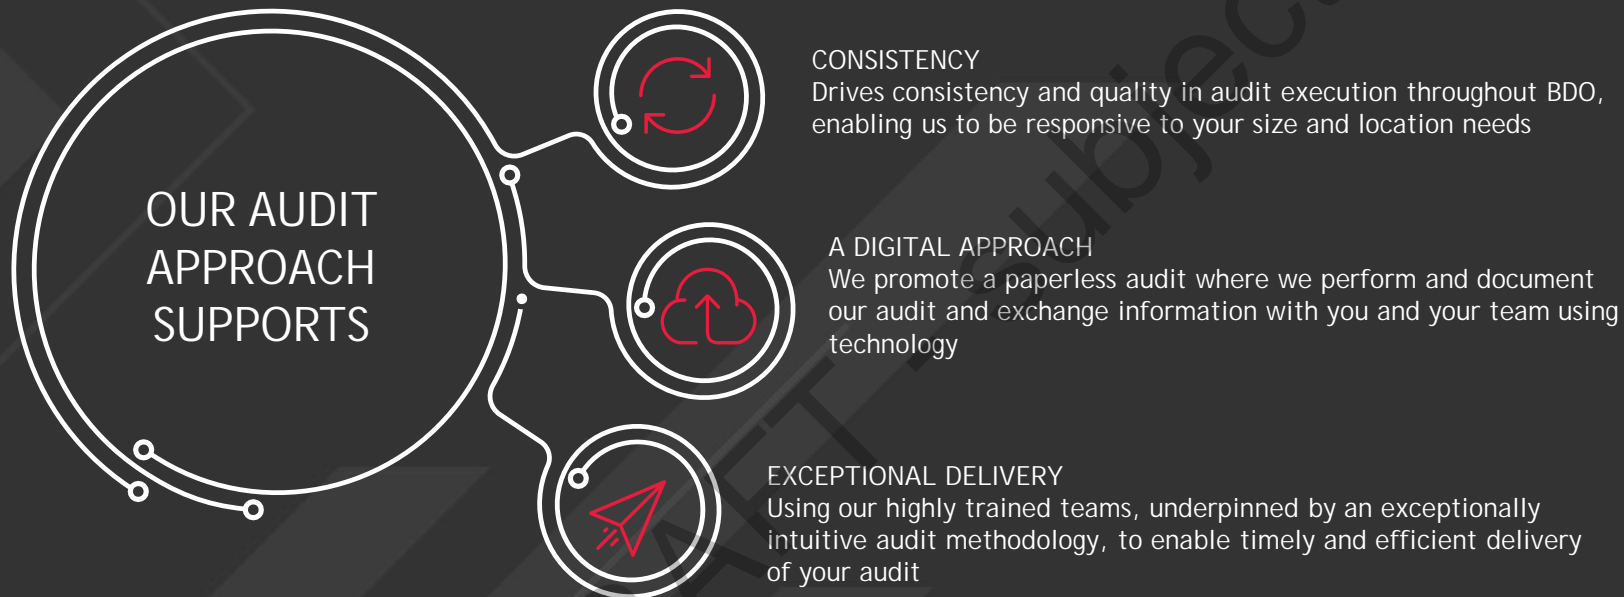 OUR AUDIT
APPROACH
SUPPORTS
CONSISTENCY
Drives consistency and quality in audit execution throughout BDO,
enabling us to be responsive to your size and location needs
A DIGITAL APPROACH
We promote a paperless audit where we perform and document
our audit and exchange information with you and your team using
technology
EXCEPTIONAL DELIVERY
Using our highly trained teams, underpinned by an exceptionally
intuitive audit methodology, to enable timely and efficient delivery
of your audit